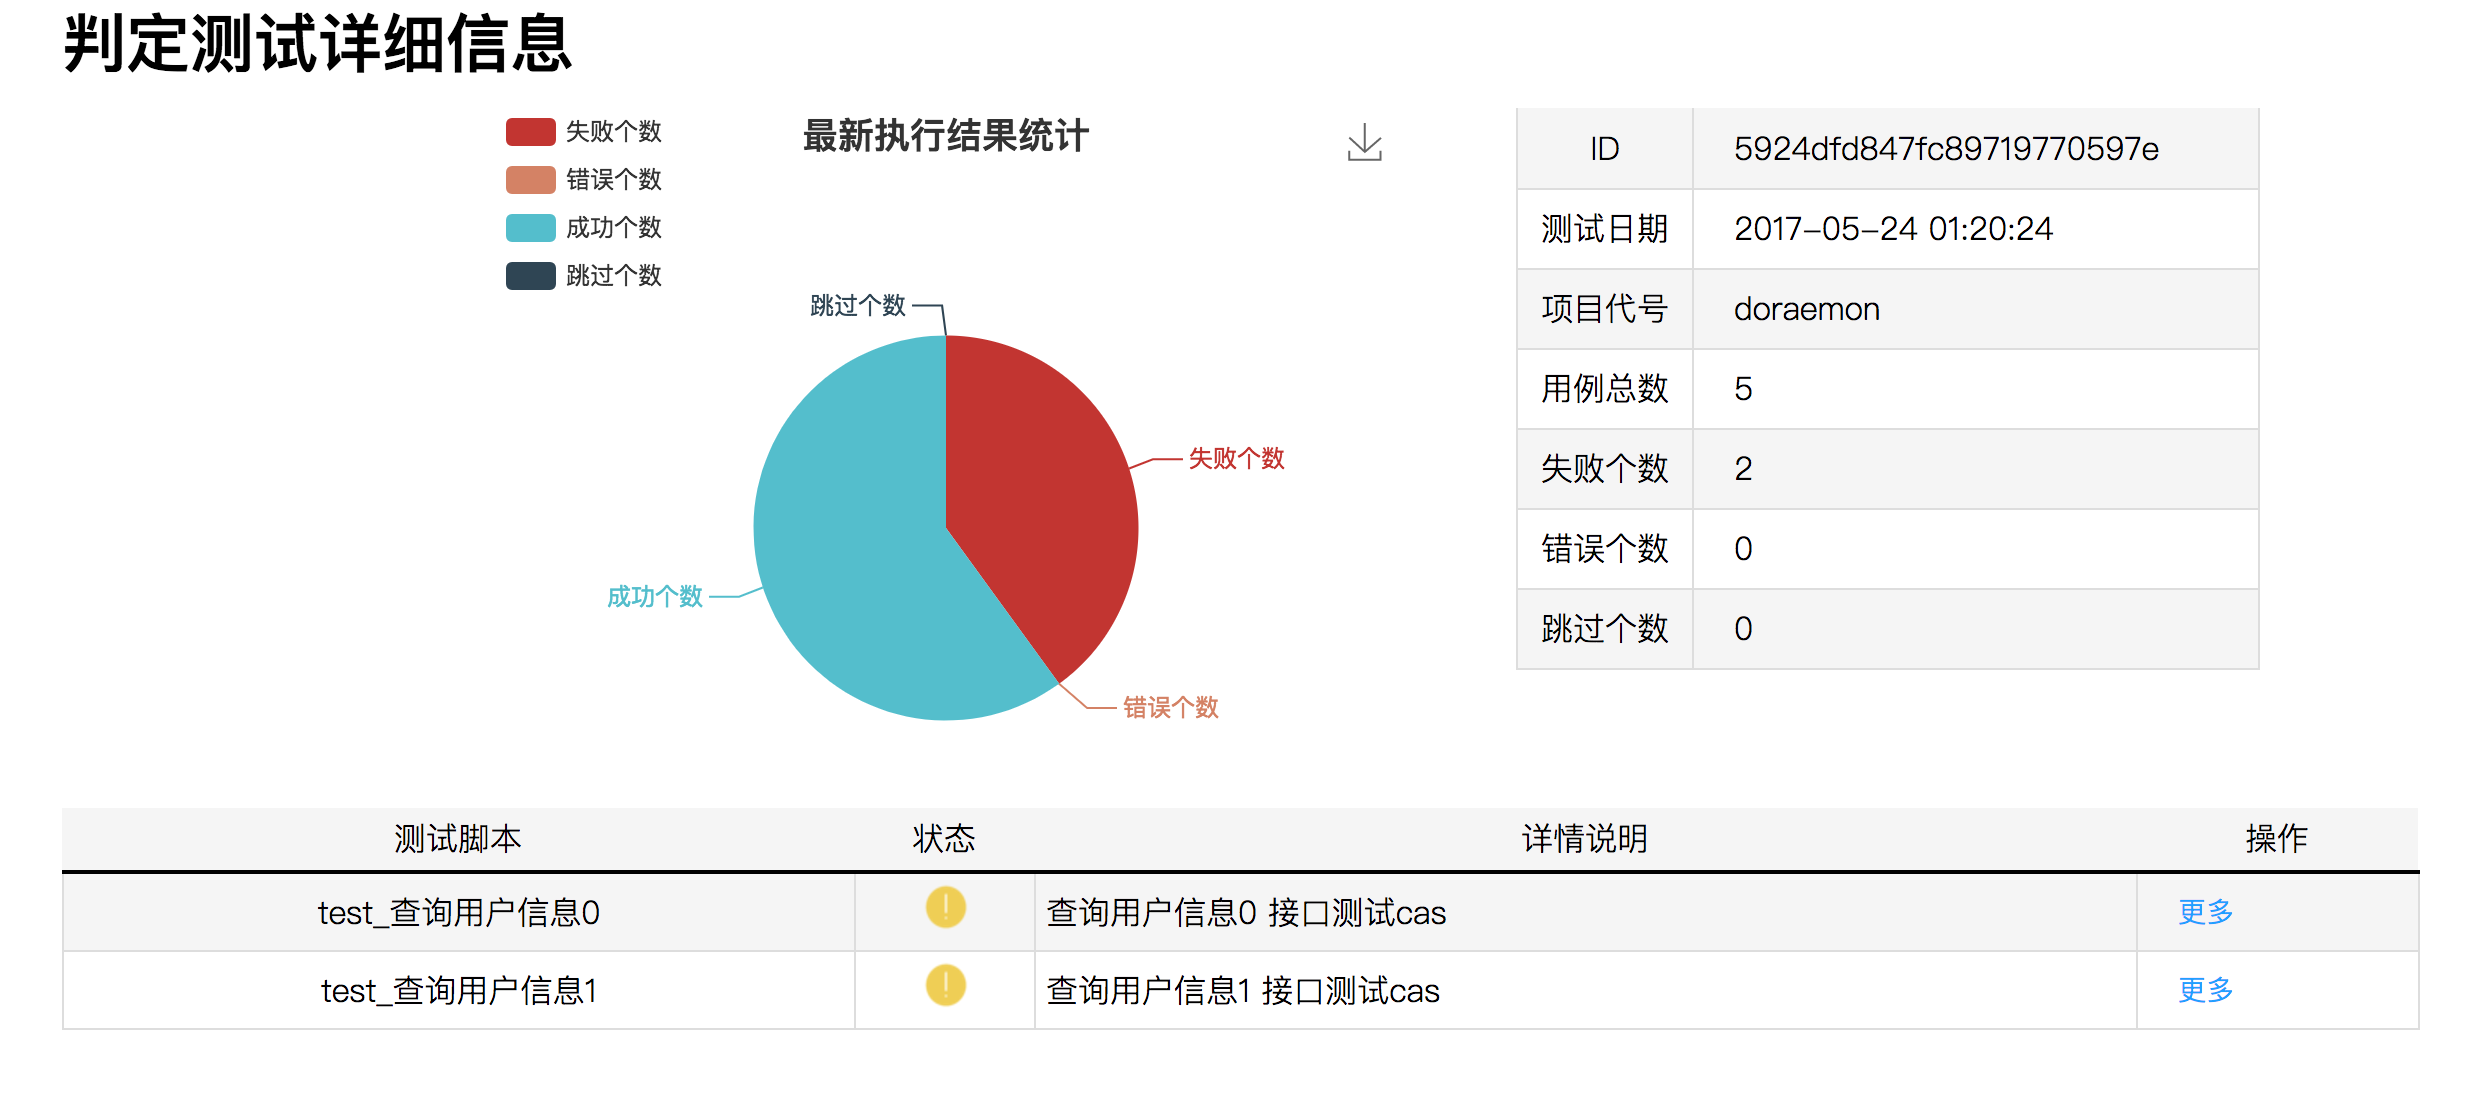 判定测试详细信息
失败个数
错误个数
成功个数
跳过个数
最新执行结果统计
跳过个数
失败个数
成功个数
错误个数
ID 5924dfd847fc89719770597e
测试日期 2017-05-24 01:20:24
项目代号 doraemon
用例总数 5
失败个数 2
错误个数 0
跳过个数 0
测试脚本 状态 详情说明 操作
test_查询用户信息0 查询用户信息0 接口测试cas 更多
test_查询用户信息1 查询用户信息1 接口测试cas 更多